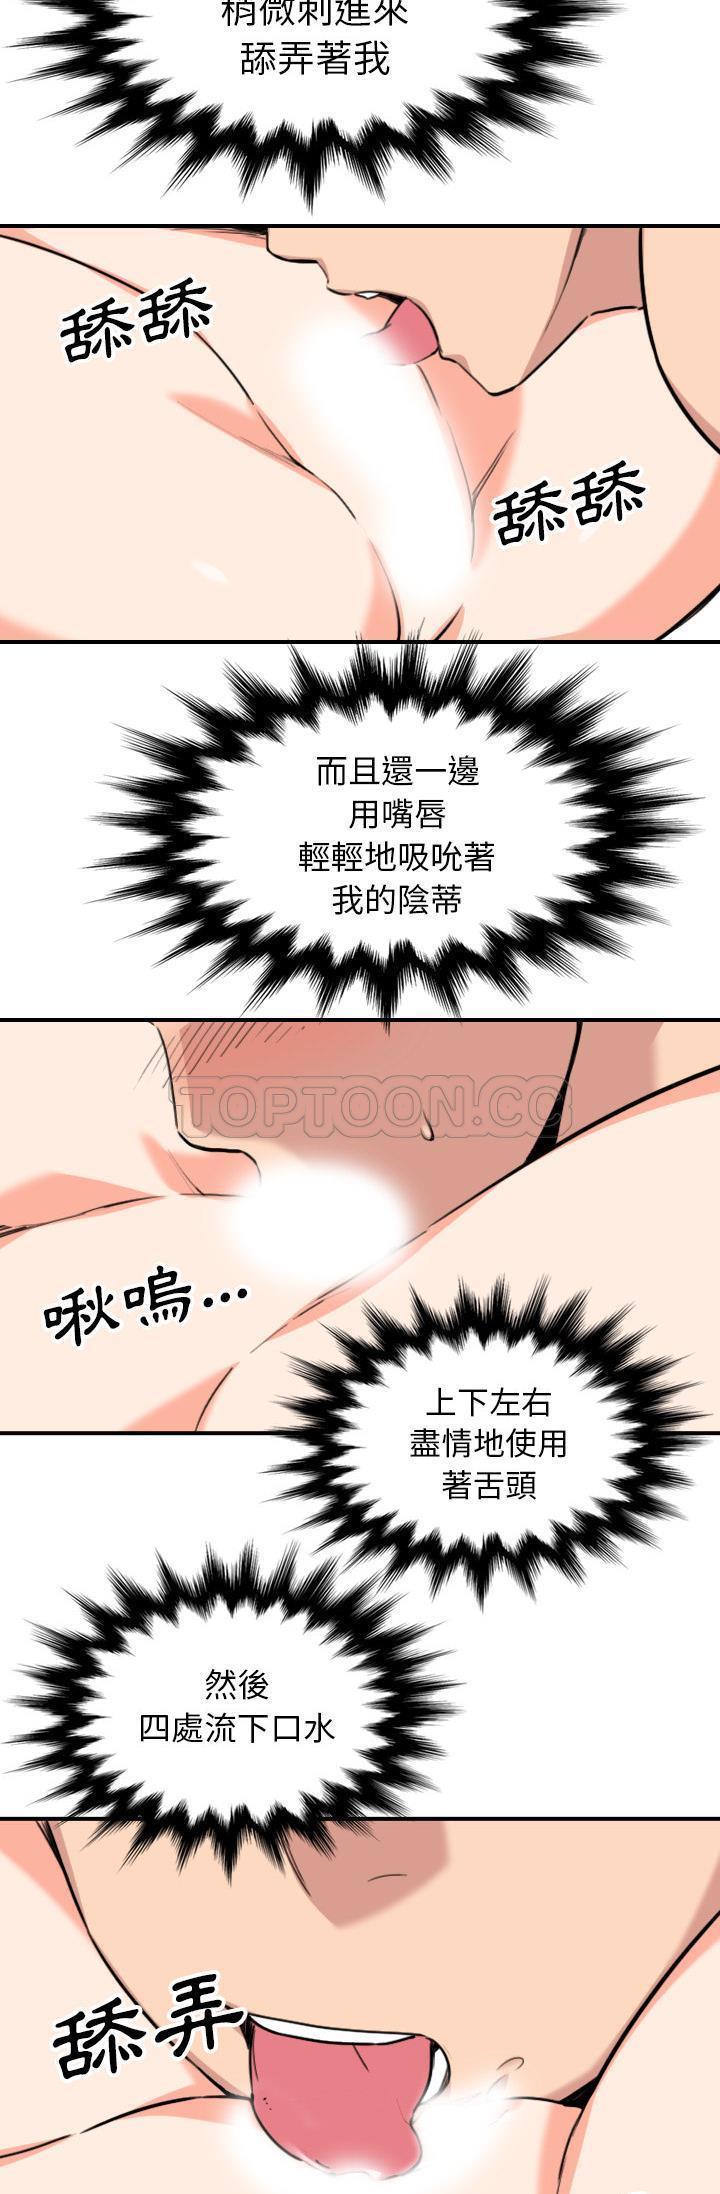 稍微刺進來
舔弄著我
舔舔
舔舔
而且還一邊
用嘴唇
輕輕地吸吮著
我的陰蒂
TOPTOON.CC
啾嗚...
上下左右
盡情地使用
著舌頭
然後
四處流下口水
舔弄